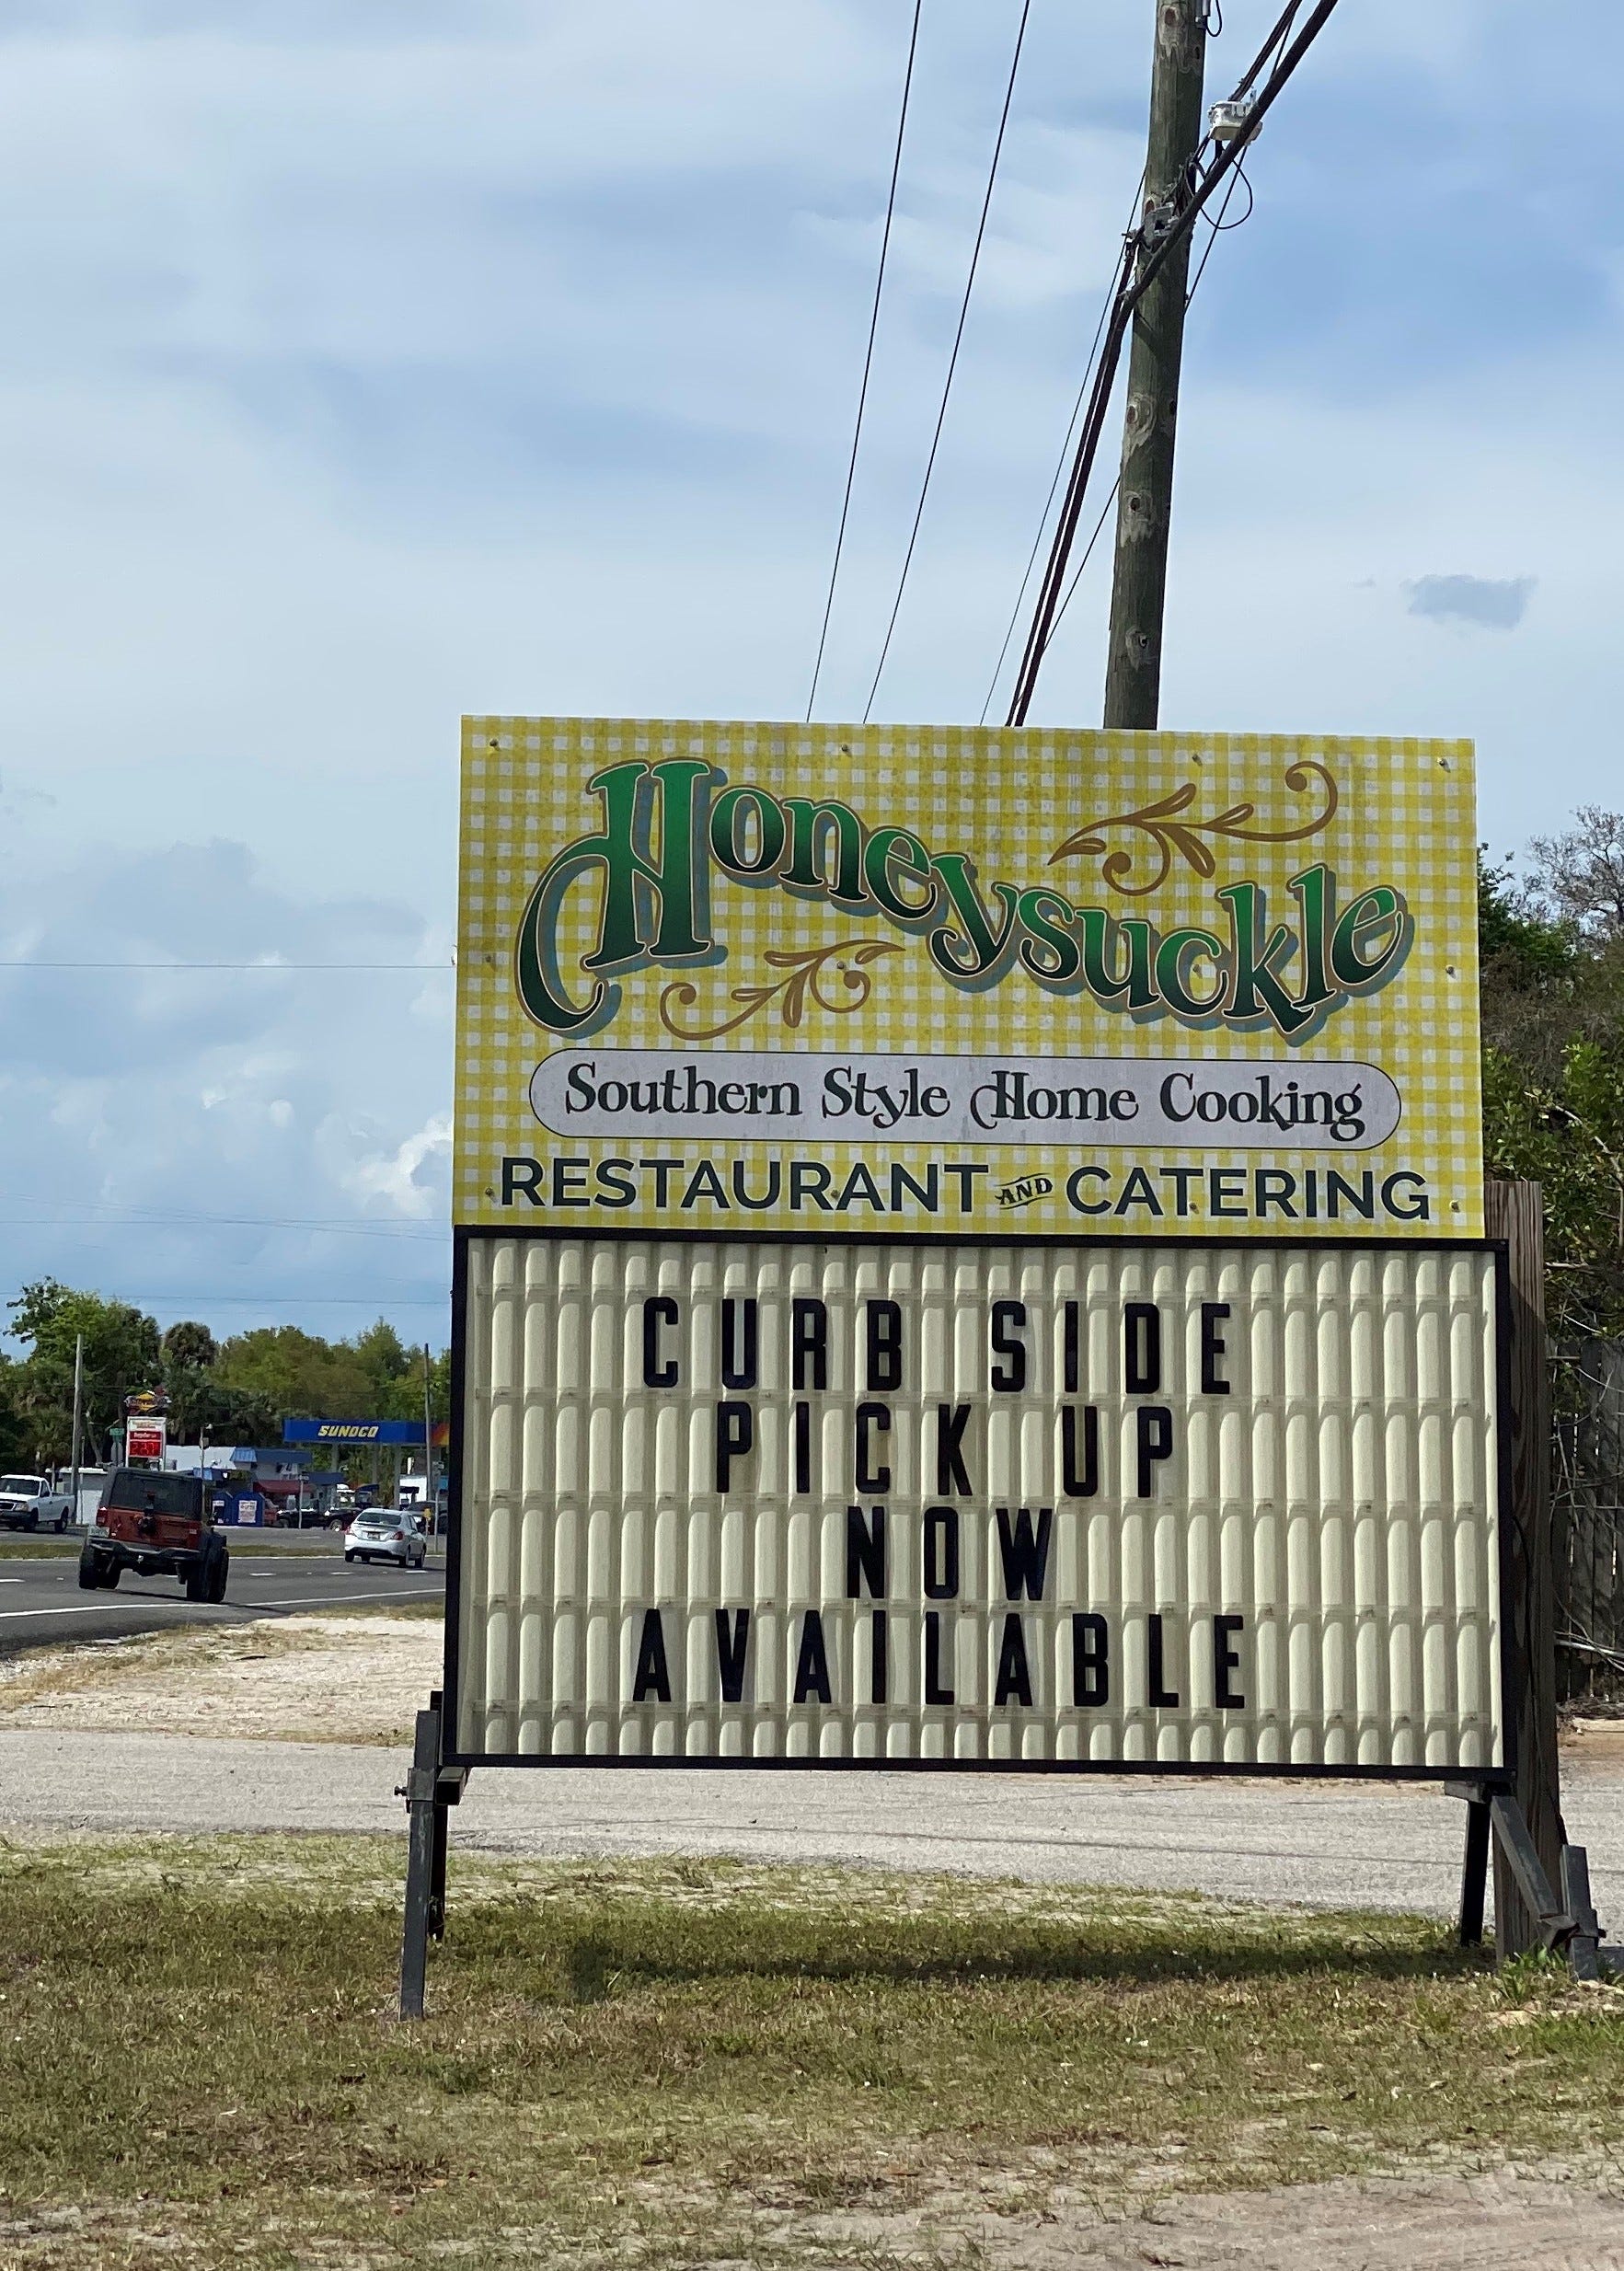 Honeysuckle
Southern Style Home Cooking
RESTAURANT AND CATERING
CURB SIDE
PICK UP
NOW
AVAILABLE
SUNOCO